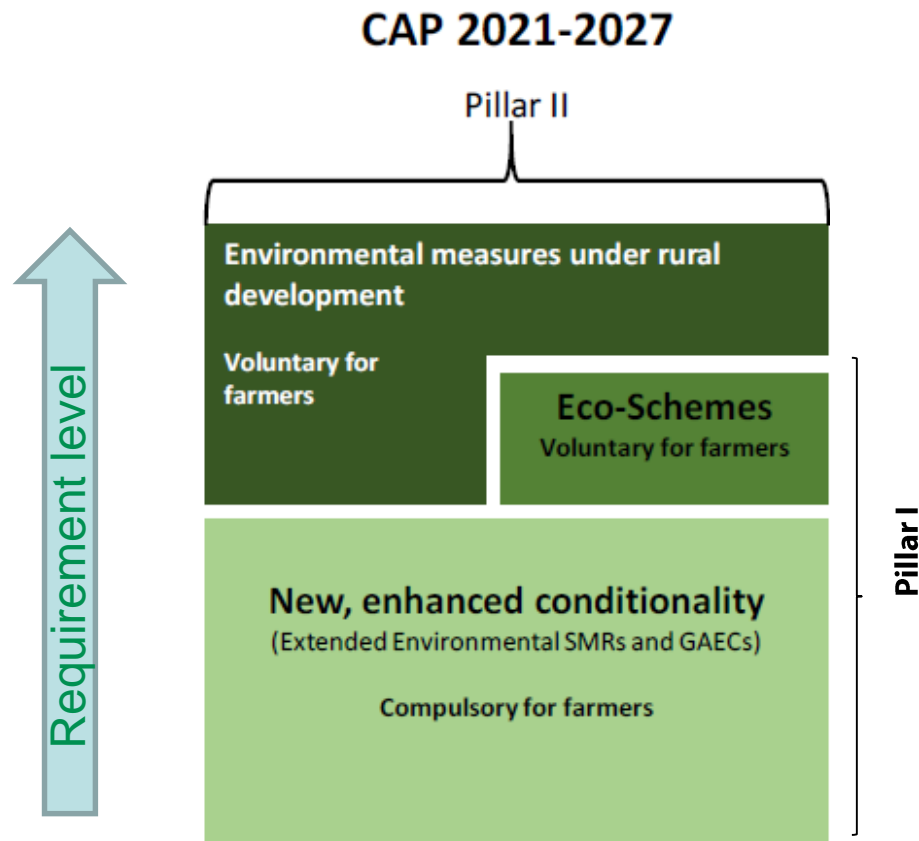 CAP 2021-2027
Pillar II
Environmental measures under rural
development
Voluntary for
farmers
Eco-Schemes
Voluntary for farmers
New, enhanced conditionality
(Extended Environmental SMRs and GAECs)
Compulsory for farmers
Requirement level
Pillar I